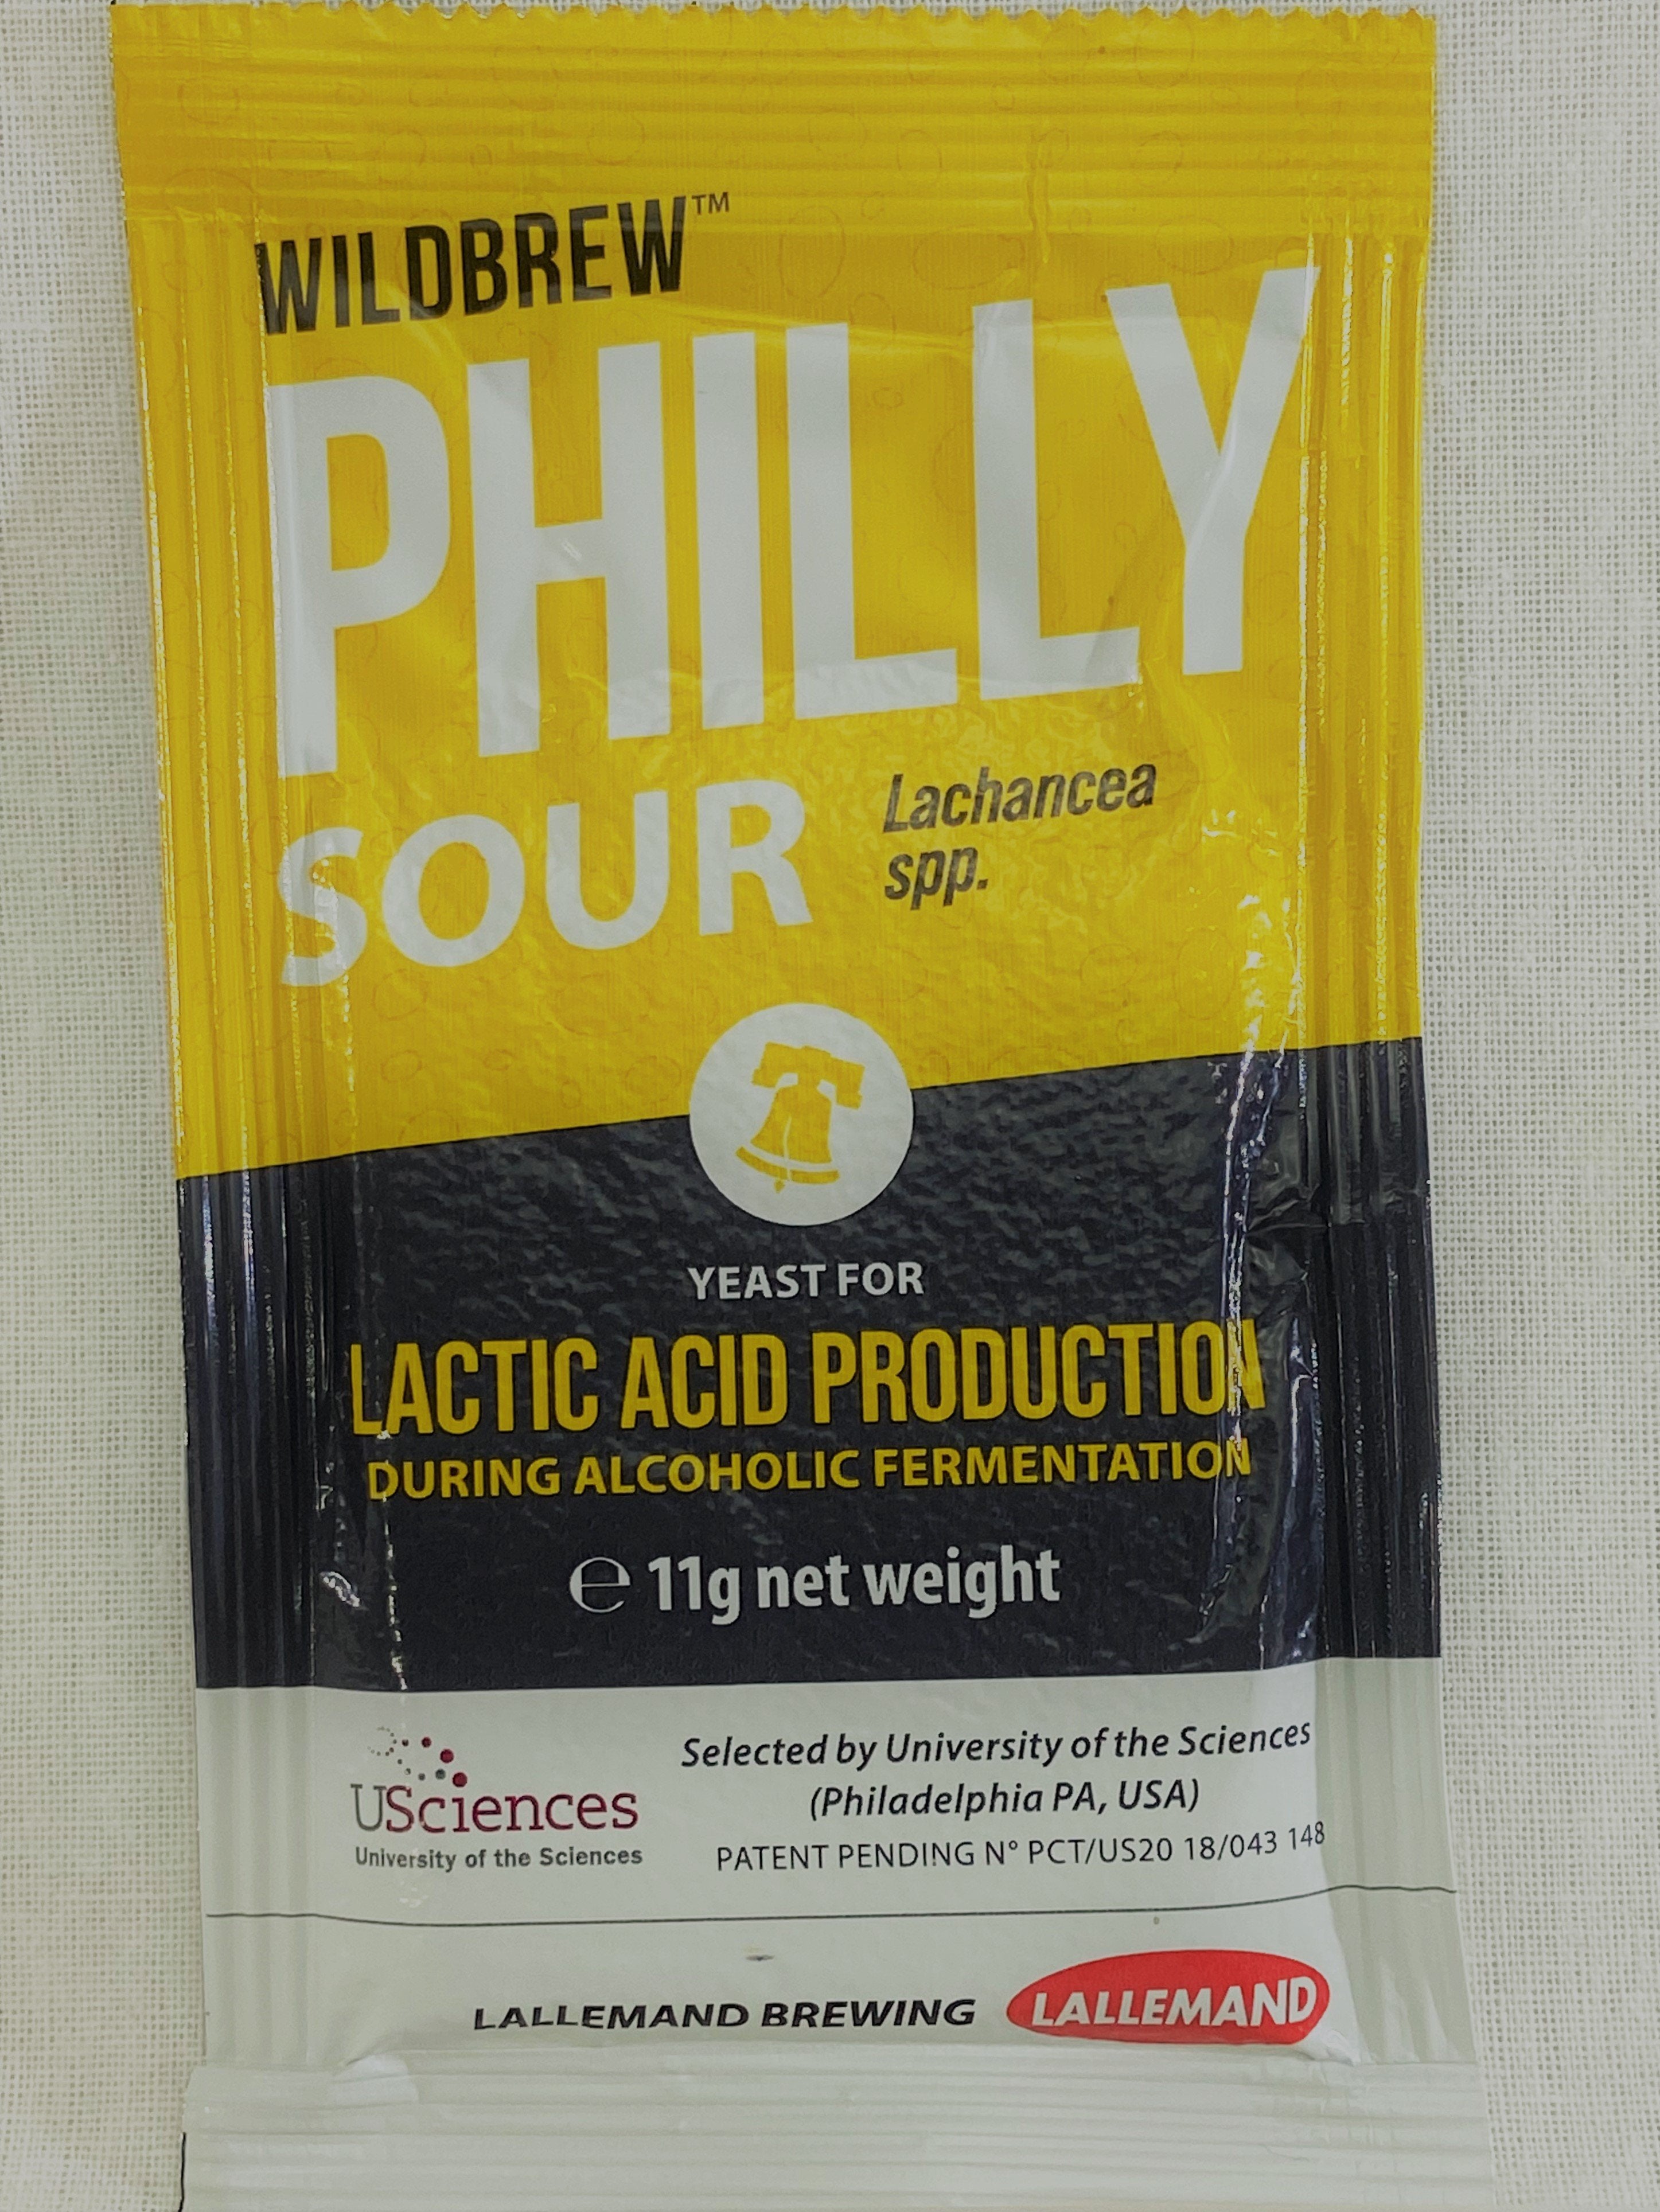 WILDBREW™
PHILLY
SOUR
Lachancea
spp.
YEAST FOR
LACTIC ACID PRODUCTION
DURING ALCOHOLIC FERMENTATION
℮ 11g net weight
USciences
University of the Sciences
Selected by University of the Sciences
(Philadelphia PA, USA)
PATENT PENDING N° PCT/US20 18/043 148
LALLEMAND BREWING
LALLEMAND